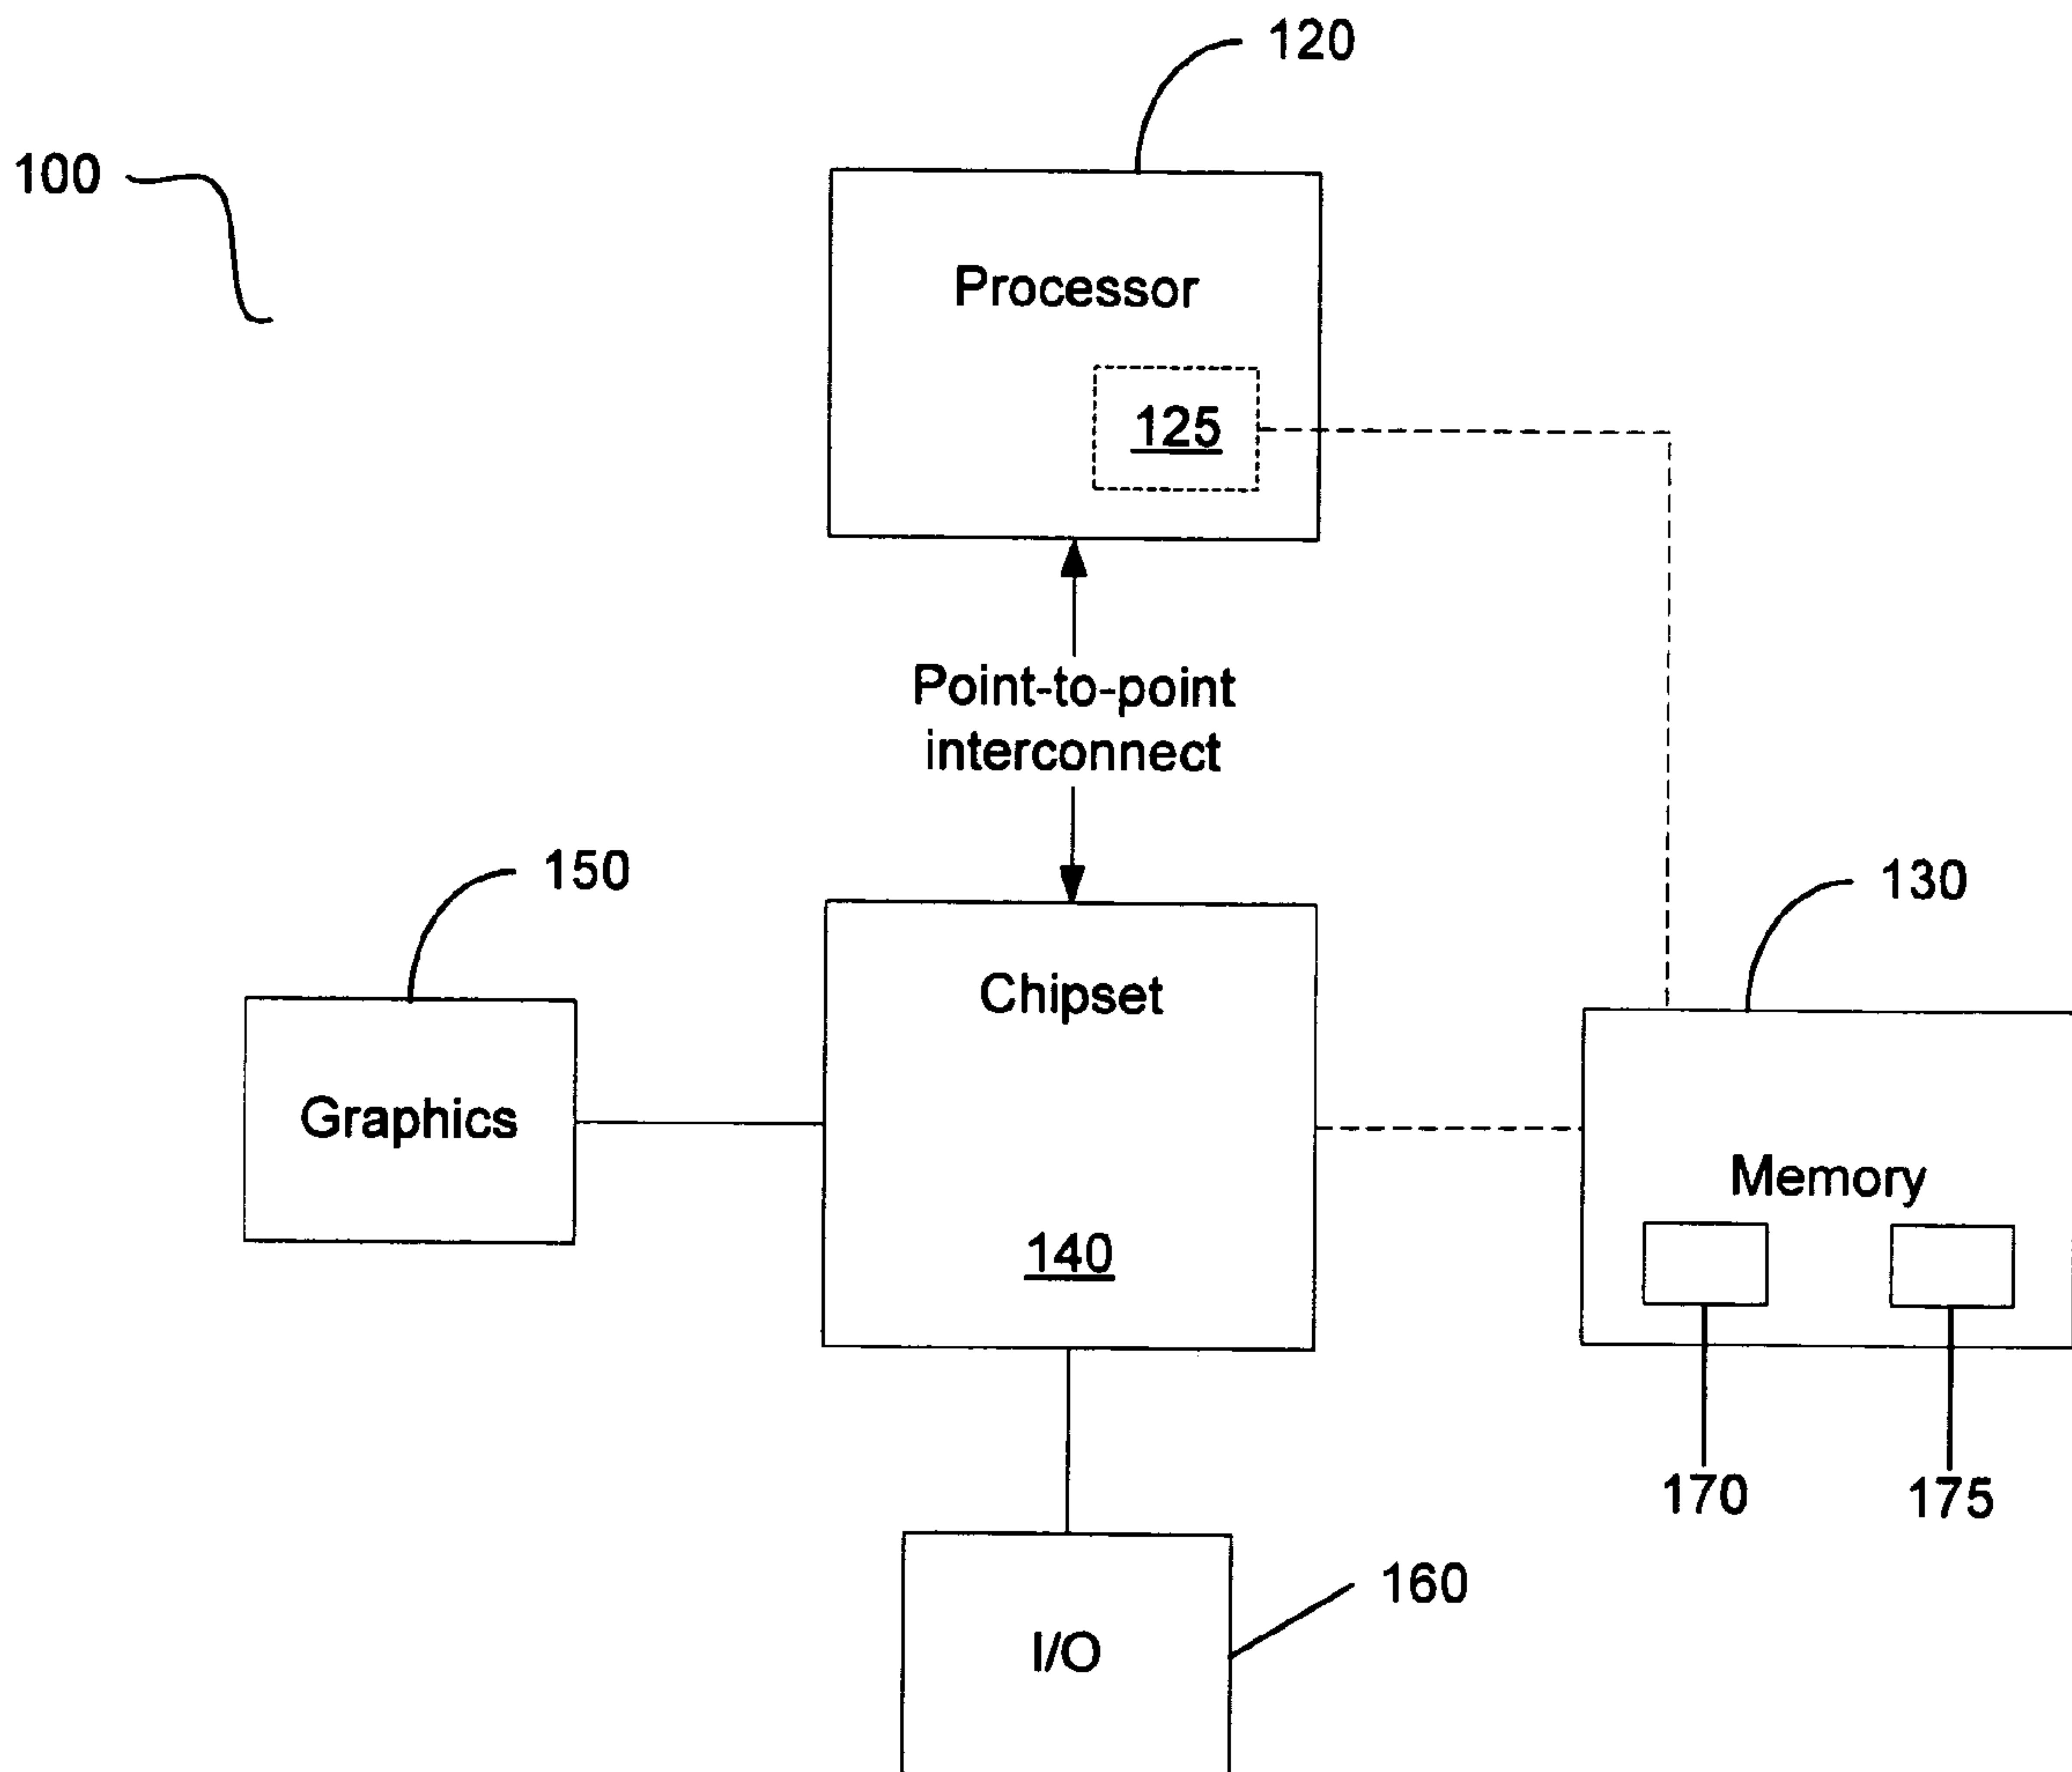 120
100
Processor
125
Point-to-point
interconnect
150
130
Chipset
Graphics
Memory
140
170
175
160
I/O